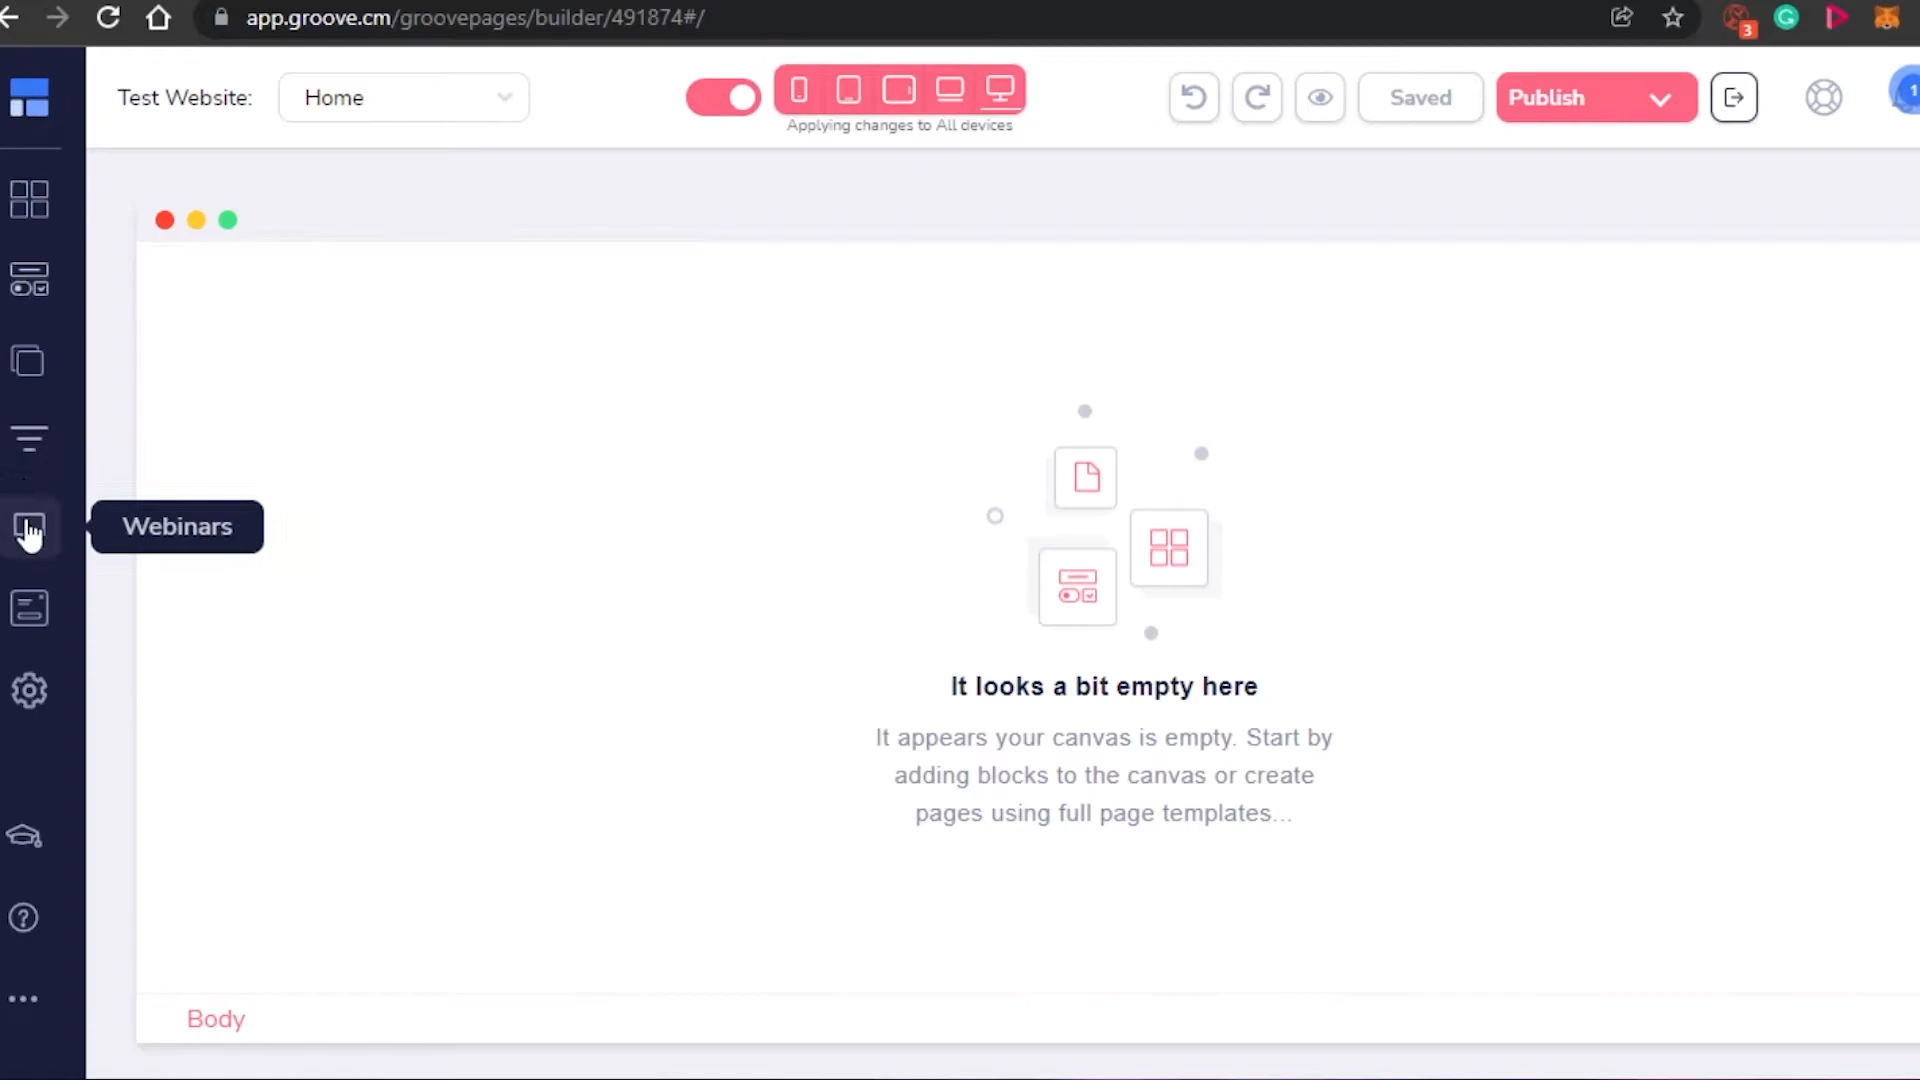 app.groove.cm/groovepages/builder/491874#/
3
Test Website:
Home
Applying changes to All devices
Saved
Publish
1
Webinars
It looks a bit empty here
It appears your canvas is empty. Start by
adding blocks to the canvas or create
pages using full page templates...
Body